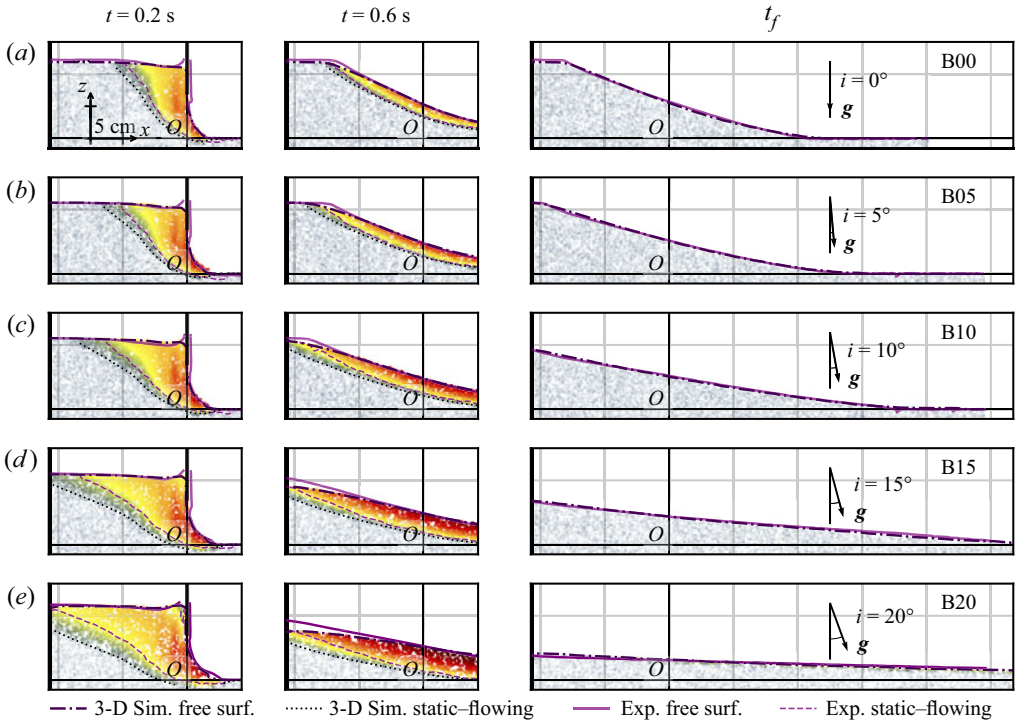 t = 0.2 s
t = 0.6 s
t_f
(a)
z
5 cm
x
O
O
O
i = 0°
g
B00
(b)
O
O
O
i = 5°
g
B05
(c)
O
O
O
i = 10°
g
B10
(d)
O
O
O
i = 15°
g
B15
(e)
O
O
O
i = 20°
g
B20
3-D Sim. free surf.
3-D Sim. static–flowing
Exp. free surf.
Exp. static–flowing